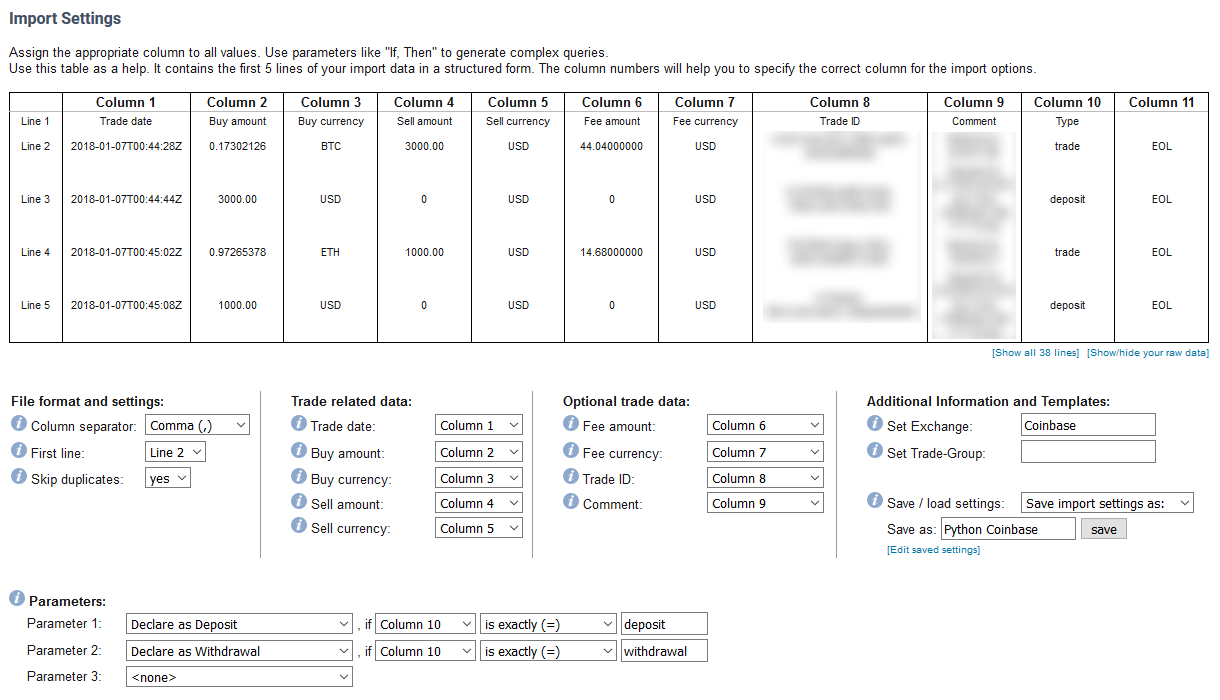 Import Settings
Assign the appropriate column to all values. Use parameters like "If, Then" to generate complex queries.
Use this table as a help. It contains the first 5 lines of your import data in a structured form. The column numbers will help you to specify the correct column for the import options.
Column 1 Column 2 Column 3 Column 4 Column 5 Column 6 Column 7 Column 8 Column 9 Column 10 Column 11
Line 1 Trade date Buy amount Buy currency Sell amount Sell currency Fee amount Fee currency Trade ID Comment Type
Line 2 2018-01-07T00:44:28Z 0.17302126 BTC 3000.00 USD 44.04000000 USD trade EOL
Line 3 2018-01-07T00:44:44Z 3000.00 USD 0 USD 0 USD deposit EOL
Line 4 2018-01-07T00:45:02Z 0.97265378 ETH 1000.00 USD 14.68000000 USD trade EOL
Line 5 2018-01-07T00:45:08Z 1000.00 USD 0 USD 0 USD deposit EOL
[Show all 38 lines] [Show/hide your raw data]
File format and settings:
Column separator: Comma (,)
First line: Line 2
Skip duplicates: yes
Trade related data:
Trade date: Column 1
Buy amount: Column 2
Buy currency: Column 3
Sell amount: Column 4
Sell currency: Column 5
Optional trade data:
Fee amount: Column 6
Fee currency: Column 7
Trade ID: Column 8
Comment: Column 9
Additional Information and Templates:
Set Exchange: Coinbase
Set Trade-Group:
Save / load settings: Save import settings as:
Save as: Python Coinbase save
[Edit saved settings]
Parameters:
Parameter 1: Declare as Deposit , if Column 10 is exactly (=) deposit
Parameter 2: Declare as Withdrawal , if Column 10 is exactly (=) withdrawal
Parameter 3: <none>